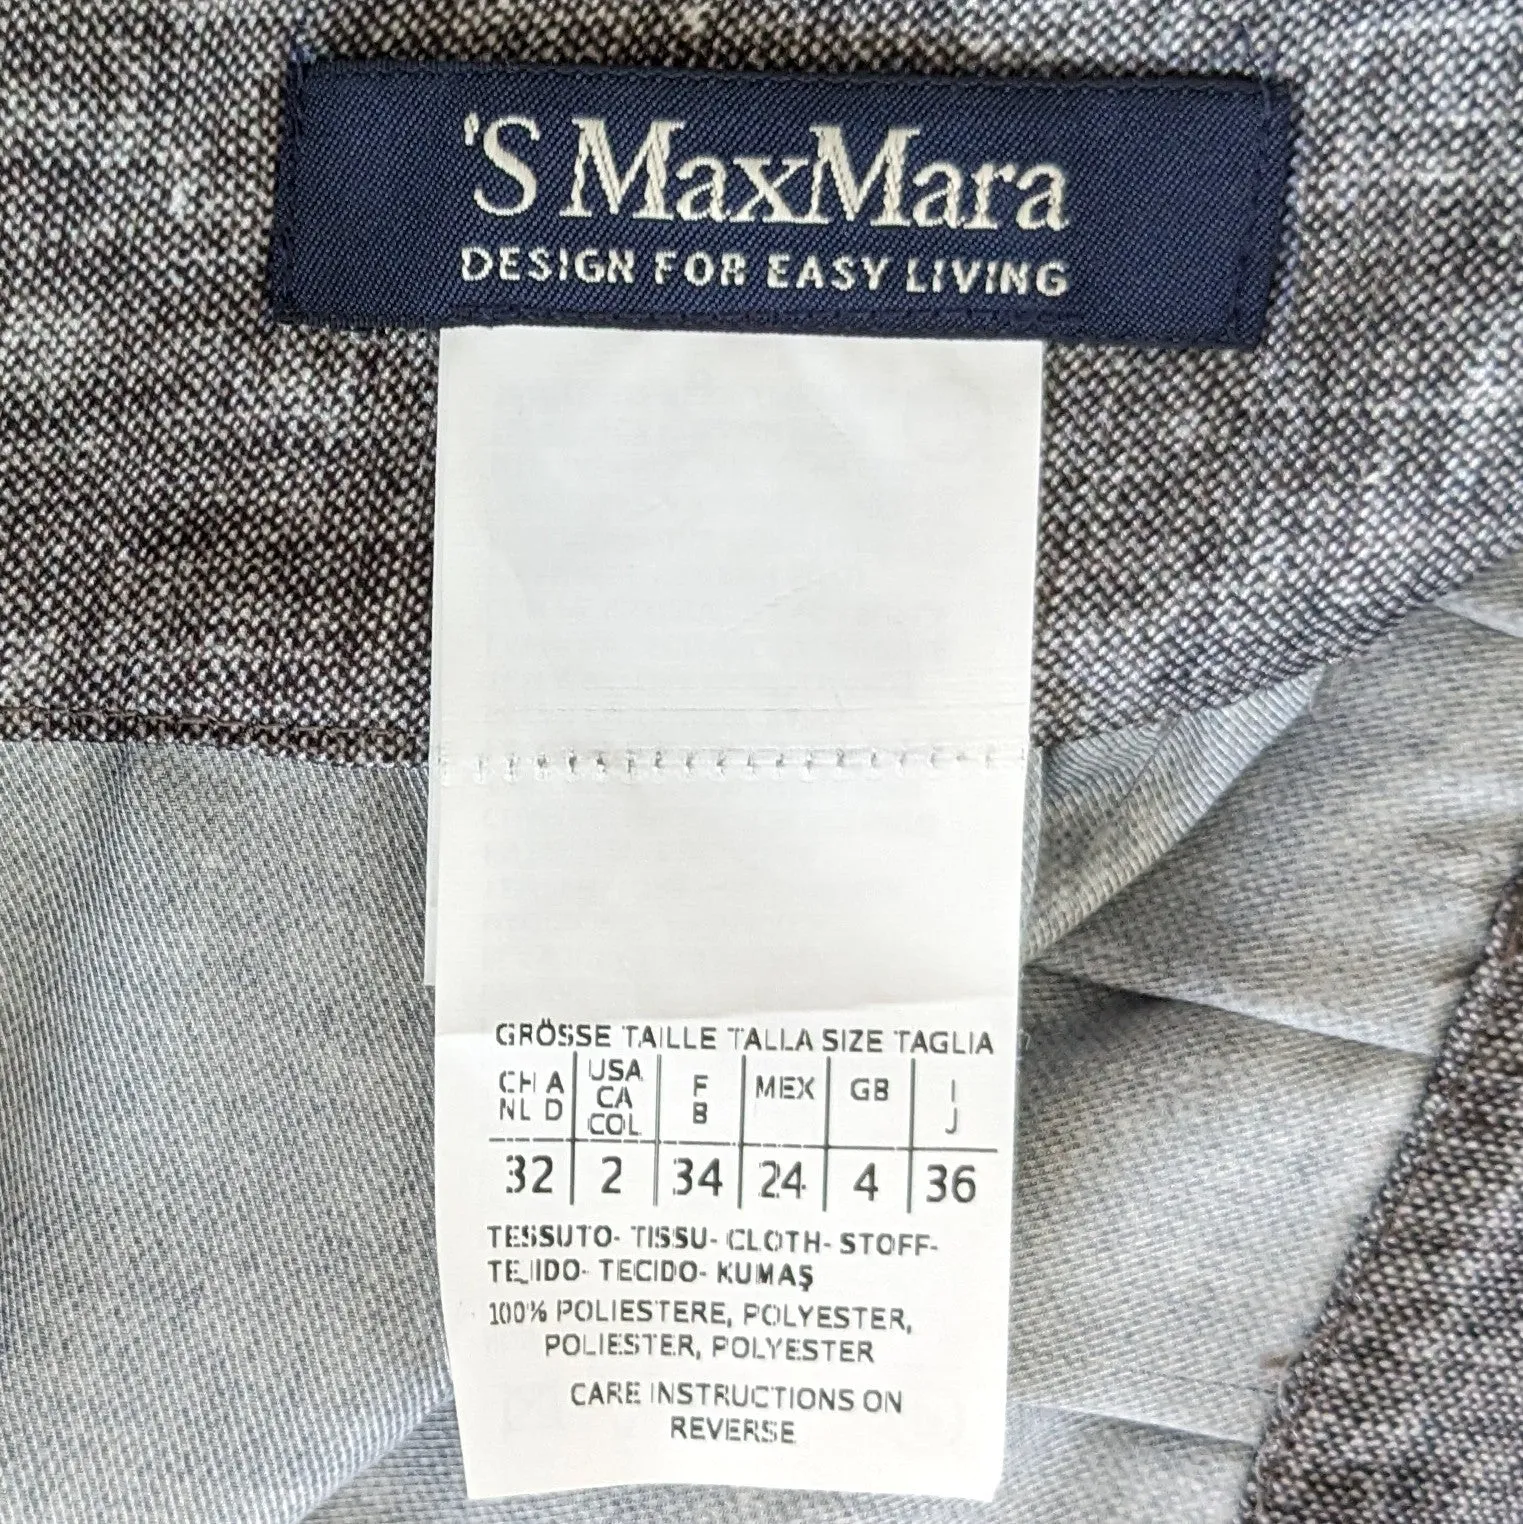 'S MaxMara
DESIGN FOR EASY LIVING
GRÖSSE TAILLE TALLA SIZE TAGLIA
CH A NL D | USA CA COL | F B | MEX | GB | I J
32 | 2 | 34 | 24 | 4 | 36
TESSUTO- TISSU- CLOTH- STOFF-
TEJIDO- TECIDO- KUMAŞ
100% POLIESTERE, POLYESTER,
POLIESTER, POLYESTER
CARE INSTRUCTIONS ON
REVERSE